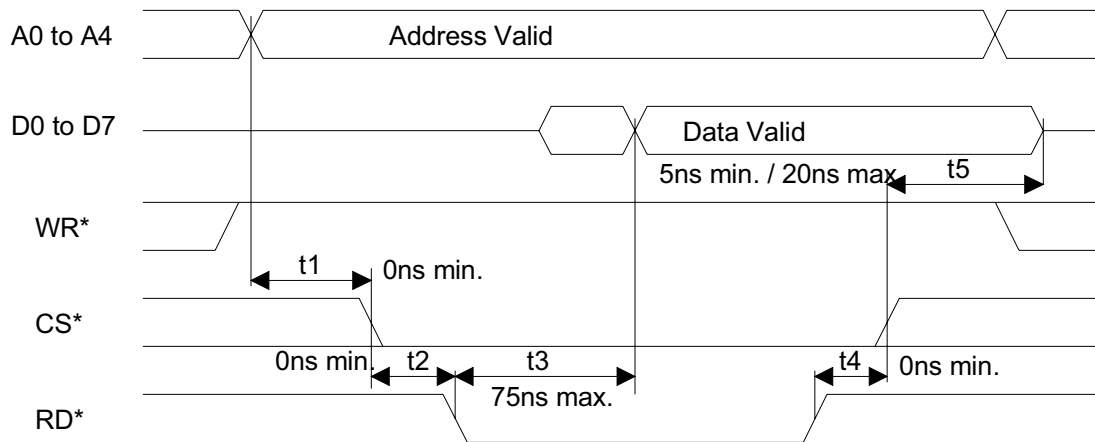 A0 to A4
Address Valid
D0 to D7
Data Valid
5ns min. / 20ns max
t5
WR*
t1
0ns min.
CS*
0ns min.
t2
t3
t4
0ns min.
75ns max.
RD*